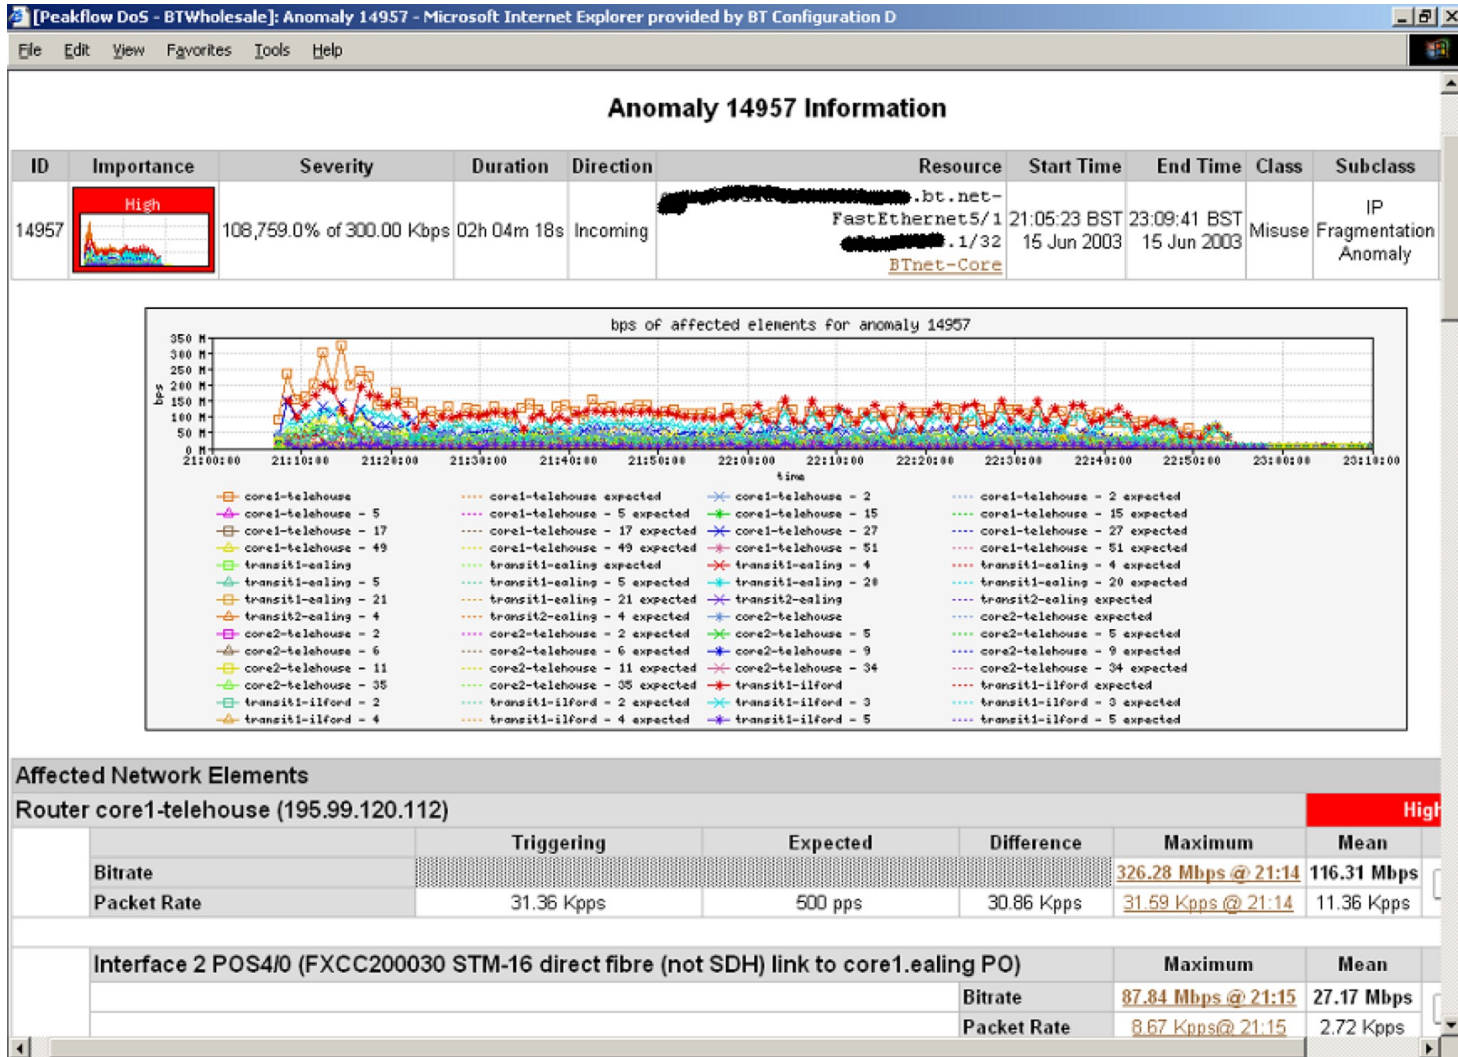 [Peakflow DoS - BTWholesale]: Anomaly 14957 - Microsoft Internet Explorer provided by BT Configuration D
File Edit View Favorites Tools Help
Anomaly 14957 Information
ID Importance Severity Duration Direction Resource Start Time End Time Class Subclass
14957 High 108,759.0% of 300.00 Kbps 02h 04m 18s Incoming .bt.net-
FastEthernet5/1 21:05:23 BST 23:09:41 BST Misuse IP
.1/32 15 Jun 2003 15 Jun 2003 Fragmentation
BTnet-Core Anomaly
bps of affected elements for anomaly 14957
350 M
300 M
250 M
200 M
150 M
100 M
50 M
0 M
bps
21:00:00 21:10:00 21:20:00 21:30:00 21:40:00 21:50:00 22:00:00 22:10:00 22:20:00 22:30:00 22:40:00 22:50:00 23:00:00 23:10:00
time
core1-telehouse core1-telehouse expected core1-telehouse - 2 core1-telehouse - 2 expected
core1-telehouse - 5 core1-telehouse - 5 expected core1-telehouse - 15 core1-telehouse - 15 expected
core1-telehouse - 17 core1-telehouse - 17 expected core1-telehouse - 27 core1-telehouse - 27 expected
core1-telehouse - 49 core1-telehouse - 49 expected core1-telehouse - 51 core1-telehouse - 51 expected
transit1-ealing transit1-ealing expected transit1-ealing - 4 transit1-ealing - 4 expected
transit1-ealing - 5 transit1-ealing - 5 expected transit1-ealing - 20 transit1-ealing - 20 expected
transit1-ealing - 21 transit1-ealing - 21 expected transit2-ealing transit2-ealing expected
transit2-ealing - 4 transit2-ealing - 4 expected core2-telehouse core2-telehouse expected
core2-telehouse - 2 core2-telehouse - 2 expected core2-telehouse - 5 core2-telehouse - 5 expected
core2-telehouse - 6 core2-telehouse - 6 expected core2-telehouse - 9 core2-telehouse - 9 expected
core2-telehouse - 11 core2-telehouse - 11 expected core2-telehouse - 34 core2-telehouse - 34 expected
core2-telehouse - 35 core2-telehouse - 35 expected transit1-ilford transit1-ilford expected
transit1-ilford - 2 transit1-ilford - 2 expected transit1-ilford - 3 transit1-ilford - 3 expected
transit1-ilford - 4 transit1-ilford - 4 expected transit1-ilford - 5 transit1-ilford - 5 expected
Affected Network Elements
Router core1-telehouse (195.99.120.112) High
Triggering Expected Difference Maximum Mean
Bitrate 326.28 Mbps @ 21:14 116.31 Mbps
Packet Rate 31.36 Kpps 500 pps 30.86 Kpps 31.59 Kpps @ 21:14 11.36 Kpps
Interface 2 POS4/0 (FXCC200030 STM-16 direct fibre (not SDH) link to core1.ealing PO) Maximum Mean
Bitrate 87.84 Mbps @ 21:15 27.17 Mbps
Packet Rate 8.67 Kpps@ 21:15 2.72 Kpps